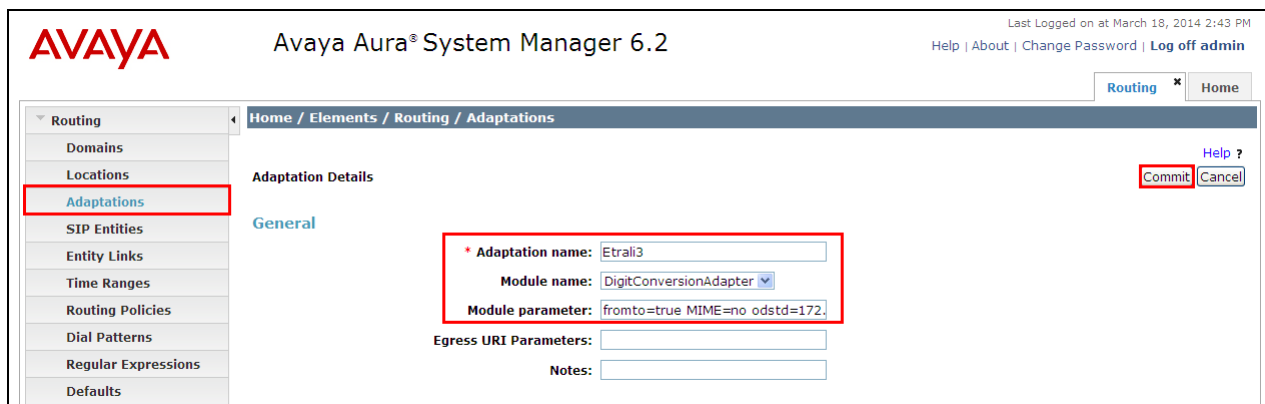 Last Logged on at March 18, 2014 2:43 PM
AVAYA
Avaya Aura® System Manager 6.2
Help | About | Change Password | Log off admin
Routing × Home
Routing
Home / Elements / Routing / Adaptations
Domains
Locations
Adaptations
SIP Entities
Entity Links
Time Ranges
Routing Policies
Dial Patterns
Regular Expressions
Defaults
Help ?
Adaptation Details
Commit Cancel
General
* Adaptation name: Etrali3
Module name: DigitConversionAdapter
Module parameter: fromto=true MIME=no odstd=172.
Egress URI Parameters:
Notes: